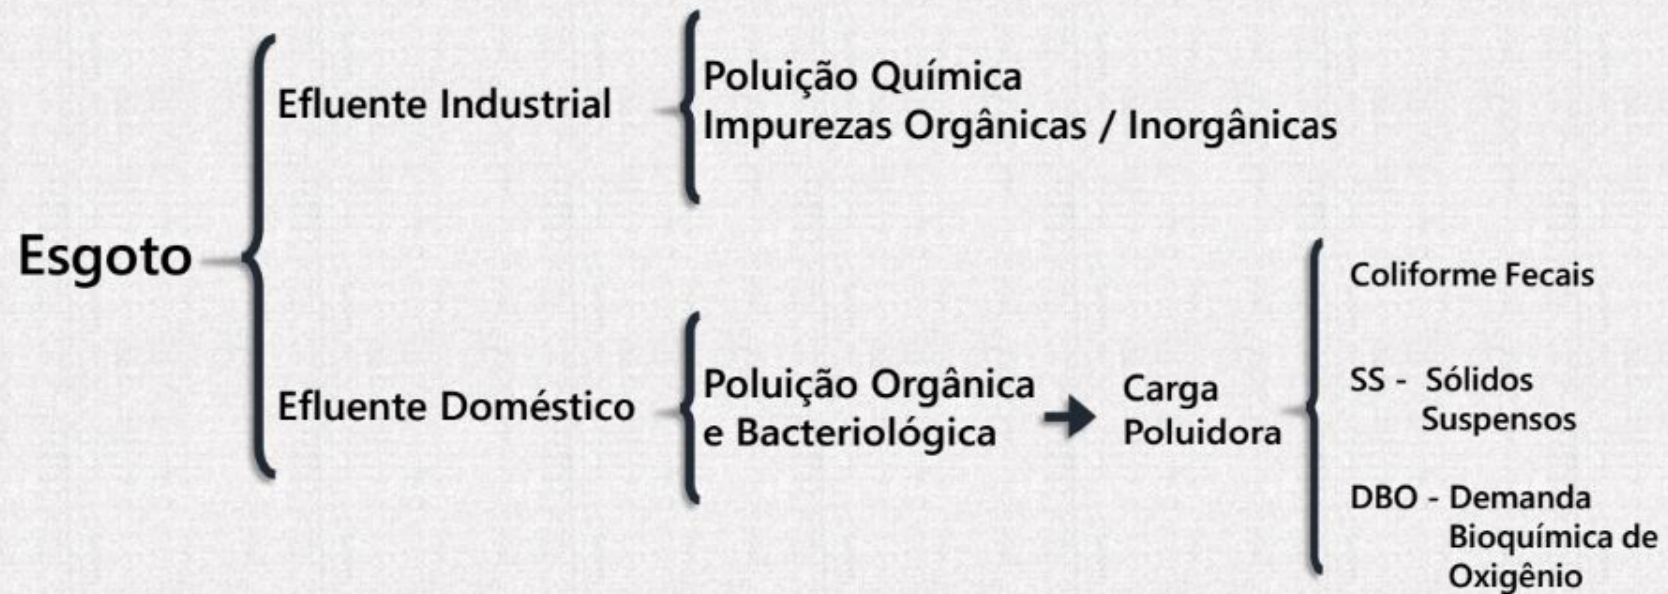 Esgoto
Efluente Industrial
Poluição Química
Impurezas Orgânicas / Inorgânicas
Efluente Doméstico
Poluição Orgânica
e Bacteriológica
Carga
Poluidora
Coliforme Fecais
SS - Sólidos
Suspensos
DBO - Demanda
Bioquímica de
Oxigênio